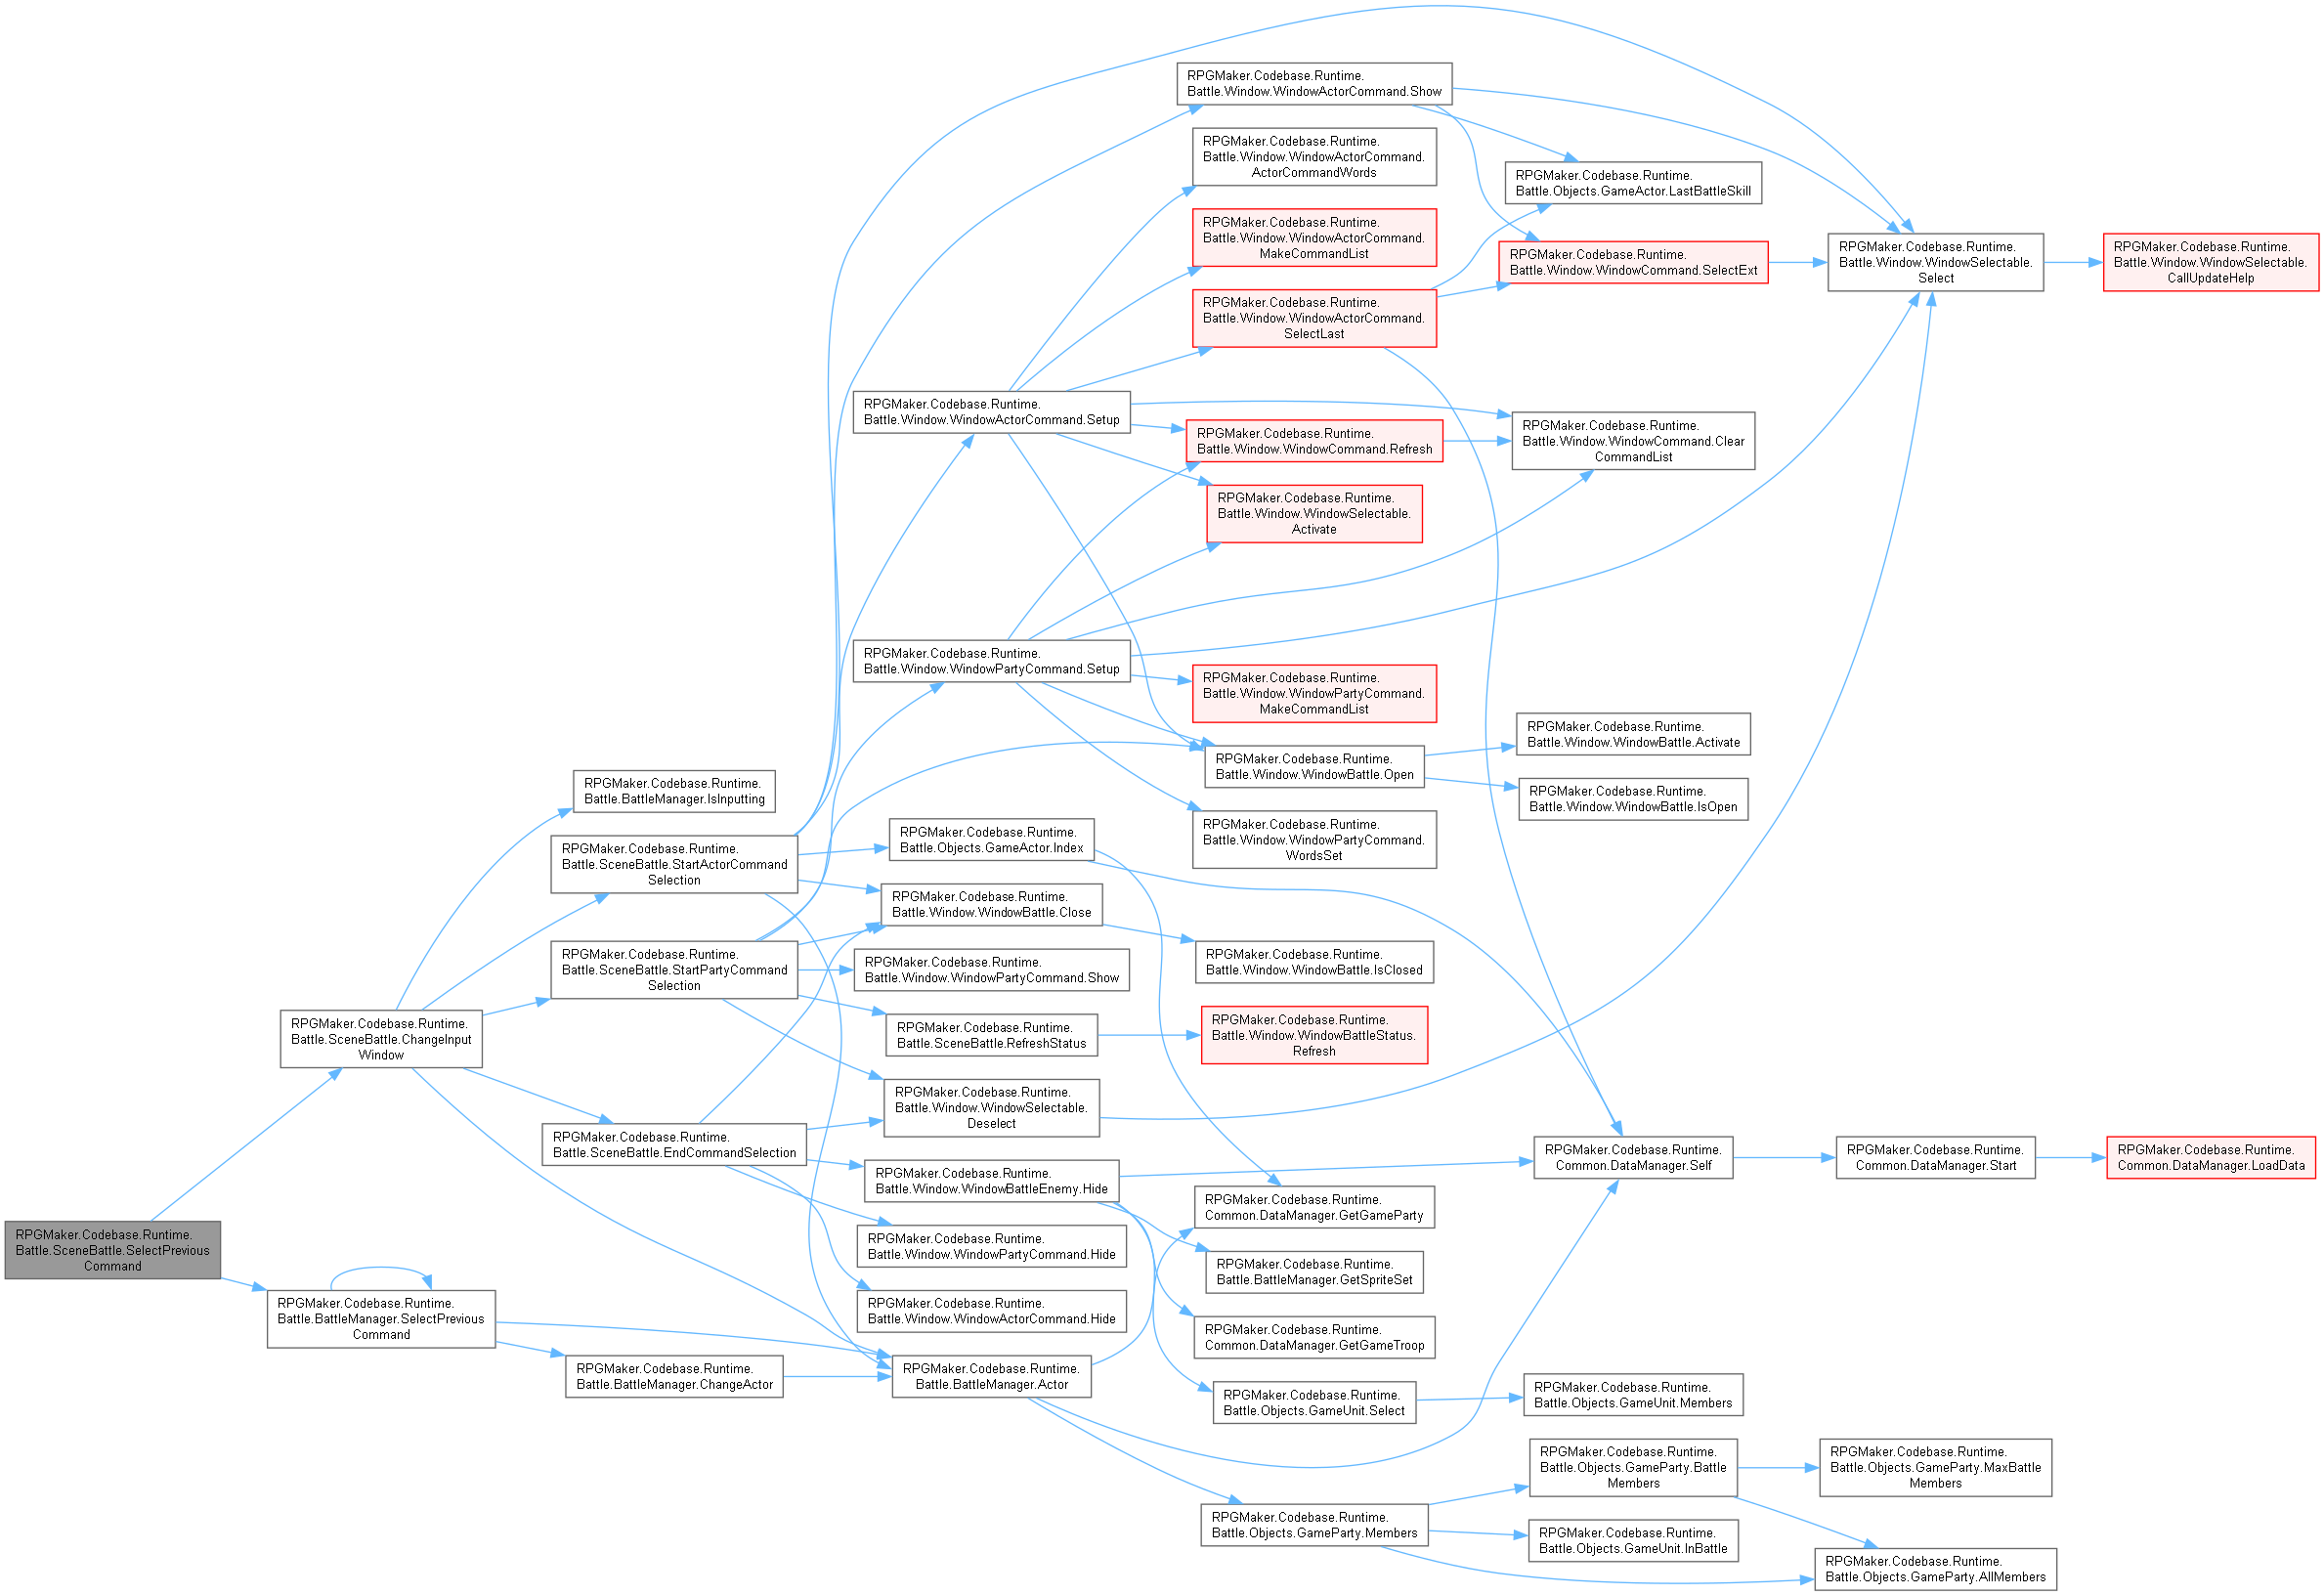 RPGMaker.Codebase.Runtime.
Battle.SceneBattle.SelectPrevious
Command
RPGMaker.Codebase.Runtime.
Battle.SceneBattle.ChangeInput
Window
RPGMaker.Codebase.Runtime.
Battle.BattleManager.SelectPrevious
Command
RPGMaker.Codebase.Runtime.
Battle.BattleManager.IsInputting
RPGMaker.Codebase.Runtime.
Battle.SceneBattle.StartActorCommand
Selection
RPGMaker.Codebase.Runtime.
Battle.SceneBattle.StartPartyCommand
Selection
RPGMaker.Codebase.Runtime.
Battle.SceneBattle.EndCommandSelection
RPGMaker.Codebase.Runtime.
Battle.BattleManager.ChangeActor
RPGMaker.Codebase.Runtime.
Battle.Window.WindowActorCommand.Setup
RPGMaker.Codebase.Runtime.
Battle.Window.WindowPartyCommand.Setup
RPGMaker.Codebase.Runtime.
Battle.Objects.GameActor.Index
RPGMaker.Codebase.Runtime.
Battle.Window.WindowBattle.Close
RPGMaker.Codebase.Runtime.
Battle.Window.WindowPartyCommand.Show
RPGMaker.Codebase.Runtime.
Battle.SceneBattle.RefreshStatus
RPGMaker.Codebase.Runtime.
Battle.Window.WindowSelectable.
Deselect
RPGMaker.Codebase.Runtime.
Battle.Window.WindowBattleEnemy.Hide
RPGMaker.Codebase.Runtime.
Battle.Window.WindowPartyCommand.Hide
RPGMaker.Codebase.Runtime.
Battle.Window.WindowActorCommand.Hide
RPGMaker.Codebase.Runtime.
Battle.BattleManager.Actor
RPGMaker.Codebase.Runtime.
Battle.Window.WindowActorCommand.Show
RPGMaker.Codebase.Runtime.
Battle.Window.WindowActorCommand.
ActorCommandWords
RPGMaker.Codebase.Runtime.
Battle.Window.WindowActorCommand.
MakeCommandList
RPGMaker.Codebase.Runtime.
Battle.Window.WindowActorCommand.
SelectLast
RPGMaker.Codebase.Runtime.
Battle.Window.WindowCommand.Refresh
RPGMaker.Codebase.Runtime.
Battle.Window.WindowSelectable.
Activate
RPGMaker.Codebase.Runtime.
Battle.Window.WindowPartyCommand.
MakeCommandList
RPGMaker.Codebase.Runtime.
Battle.Window.WindowBattle.Open
RPGMaker.Codebase.Runtime.
Battle.Window.WindowPartyCommand.
WordsSet
RPGMaker.Codebase.Runtime.
Battle.Window.WindowBattle.IsClosed
RPGMaker.Codebase.Runtime.
Battle.Window.WindowBattleStatus.
Refresh
RPGMaker.Codebase.Runtime.
Common.DataManager.GetGameParty
RPGMaker.Codebase.Runtime.
Battle.BattleManager.GetSpriteSet
RPGMaker.Codebase.Runtime.
Common.DataManager.GetGameTroop
RPGMaker.Codebase.Runtime.
Battle.Objects.GameUnit.Select
RPGMaker.Codebase.Runtime.
Battle.Objects.GameParty.Members
RPGMaker.Codebase.Runtime.
Battle.Objects.GameActor.LastBattleSkill
RPGMaker.Codebase.Runtime.
Battle.Window.WindowCommand.SelectExt
RPGMaker.Codebase.Runtime.
Battle.Window.WindowCommand.Clear
CommandList
RPGMaker.Codebase.Runtime.
Battle.Window.WindowBattle.Activate
RPGMaker.Codebase.Runtime.
Battle.Window.WindowBattle.IsOpen
RPGMaker.Codebase.Runtime.
Common.DataManager.Self
RPGMaker.Codebase.Runtime.
Battle.Objects.GameUnit.Members
RPGMaker.Codebase.Runtime.
Battle.Objects.GameParty.Battle
Members
RPGMaker.Codebase.Runtime.
Battle.Objects.GameUnit.InBattle
RPGMaker.Codebase.Runtime.
Battle.Window.WindowSelectable.
Select
RPGMaker.Codebase.Runtime.
Common.DataManager.Start
RPGMaker.Codebase.Runtime.
Battle.Objects.GameParty.MaxBattle
Members
RPGMaker.Codebase.Runtime.
Battle.Objects.GameParty.AllMembers
RPGMaker.Codebase.Runtime.
Battle.Window.WindowSelectable.
CallUpdateHelp
RPGMaker.Codebase.Runtime.
Common.DataManager.LoadData